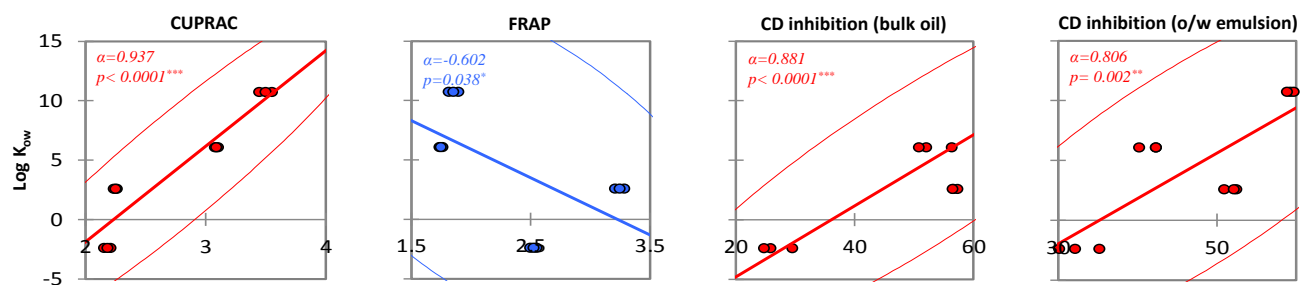 CUPRAC
FRAP
CD inhibition (bulk oil)
CD inhibition (o/w emulsion)
Log Kow
15
10
5
0
-5
α=0.937
p< 0.0001***
2
3
4
α=-0.602
p=0.038*
1.5
2.5
3.5
α=0.881
p< 0.0001***
20
40
60
α=0.806
p= 0.002**
30
50